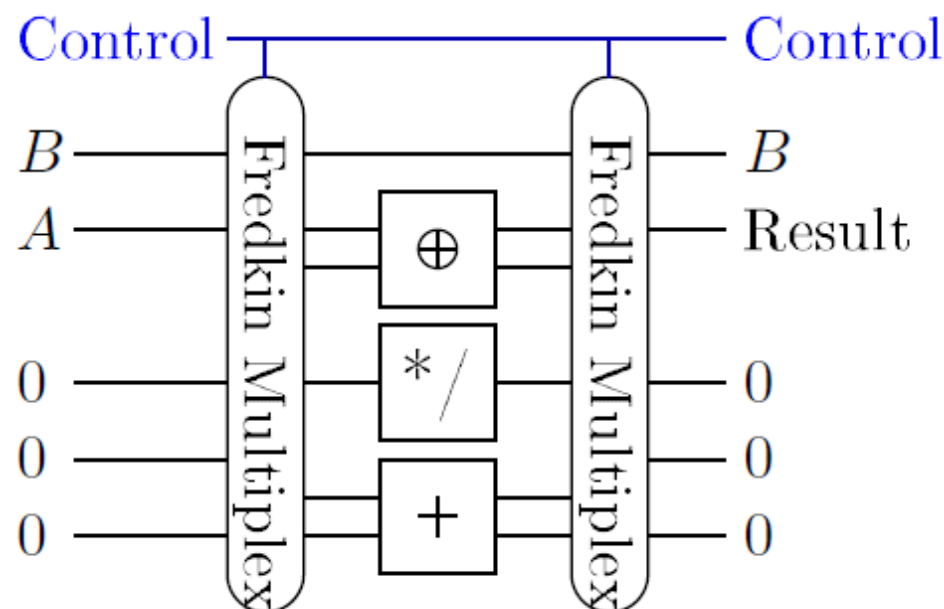 Control Control
B B
A Result
⊕
Fredkin Multiplex Fredkin Multiplex
* /
0 0
0 0
+
0 0